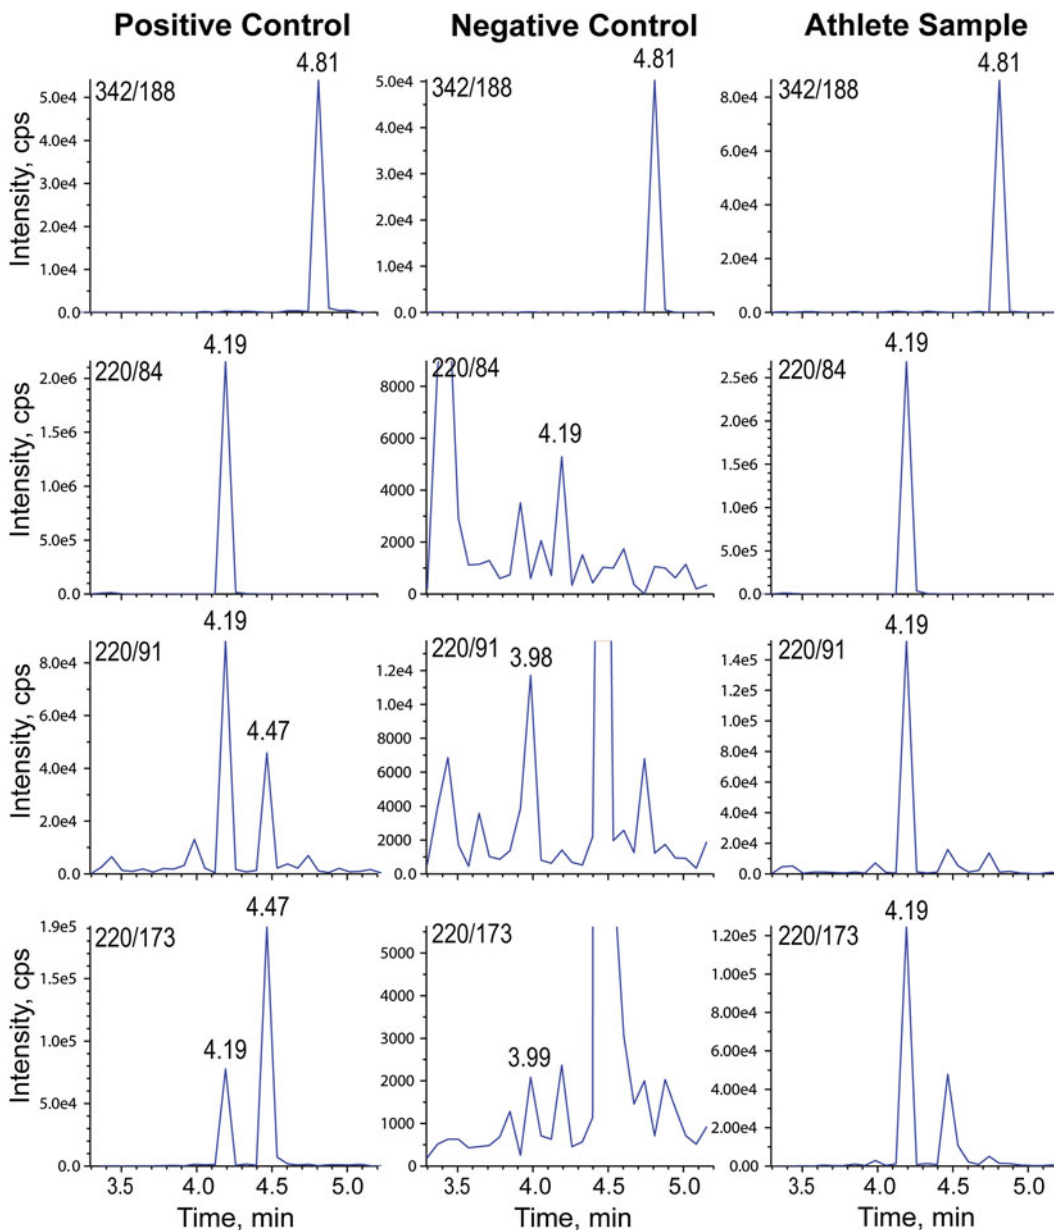 Positive Control Negative Control Athlete Sample
4.81 4.81 4.81
342/188 342/188 342/188
5.0e4 5.0e4 8.0e4
4.0e4 4.0e4 6.0e4
3.0e4 3.0e4 4.0e4
2.0e4 2.0e4 2.0e4
1.0e4 1.0e4
0.0 0.0 0.0
Intensity, cps
4.19 4.19 4.19
220/84 220/84 220/84
2.0e6 8000 2.5e6
1.5e6 6000 2.0e6
1.0e6 4000 1.5e6
5.0e5 2000 1.0e6
0.0 0 5.0e5
0.0
Intensity, cps
4.19 3.98 4.19
4.47
220/91 220/91 220/91
8.0e4 1.2e4 1.4e5
6.0e4 1.0e4 1.2e5
4.0e4 8000 1.0e5
2.0e4 6000 8.0e4
0.0 4000 6.0e4
2000 4.0e4
0 2.0e4
0.0
Intensity, cps
4.47 3.99 4.19
4.19
220/173 220/173 220/173
1.9e5 5000 1.20e5
1.0e5 4000 1.00e5
5.0e4 3000 8.00e4
0.0 2000 6.00e4
1000 4.00e4
0 2.00e4
0.00
Intensity, cps
3.5 4.0 4.5 5.0 3.5 4.0 4.5 5.0 3.5 4.0 4.5 5.0
Time, min Time, min Time, min